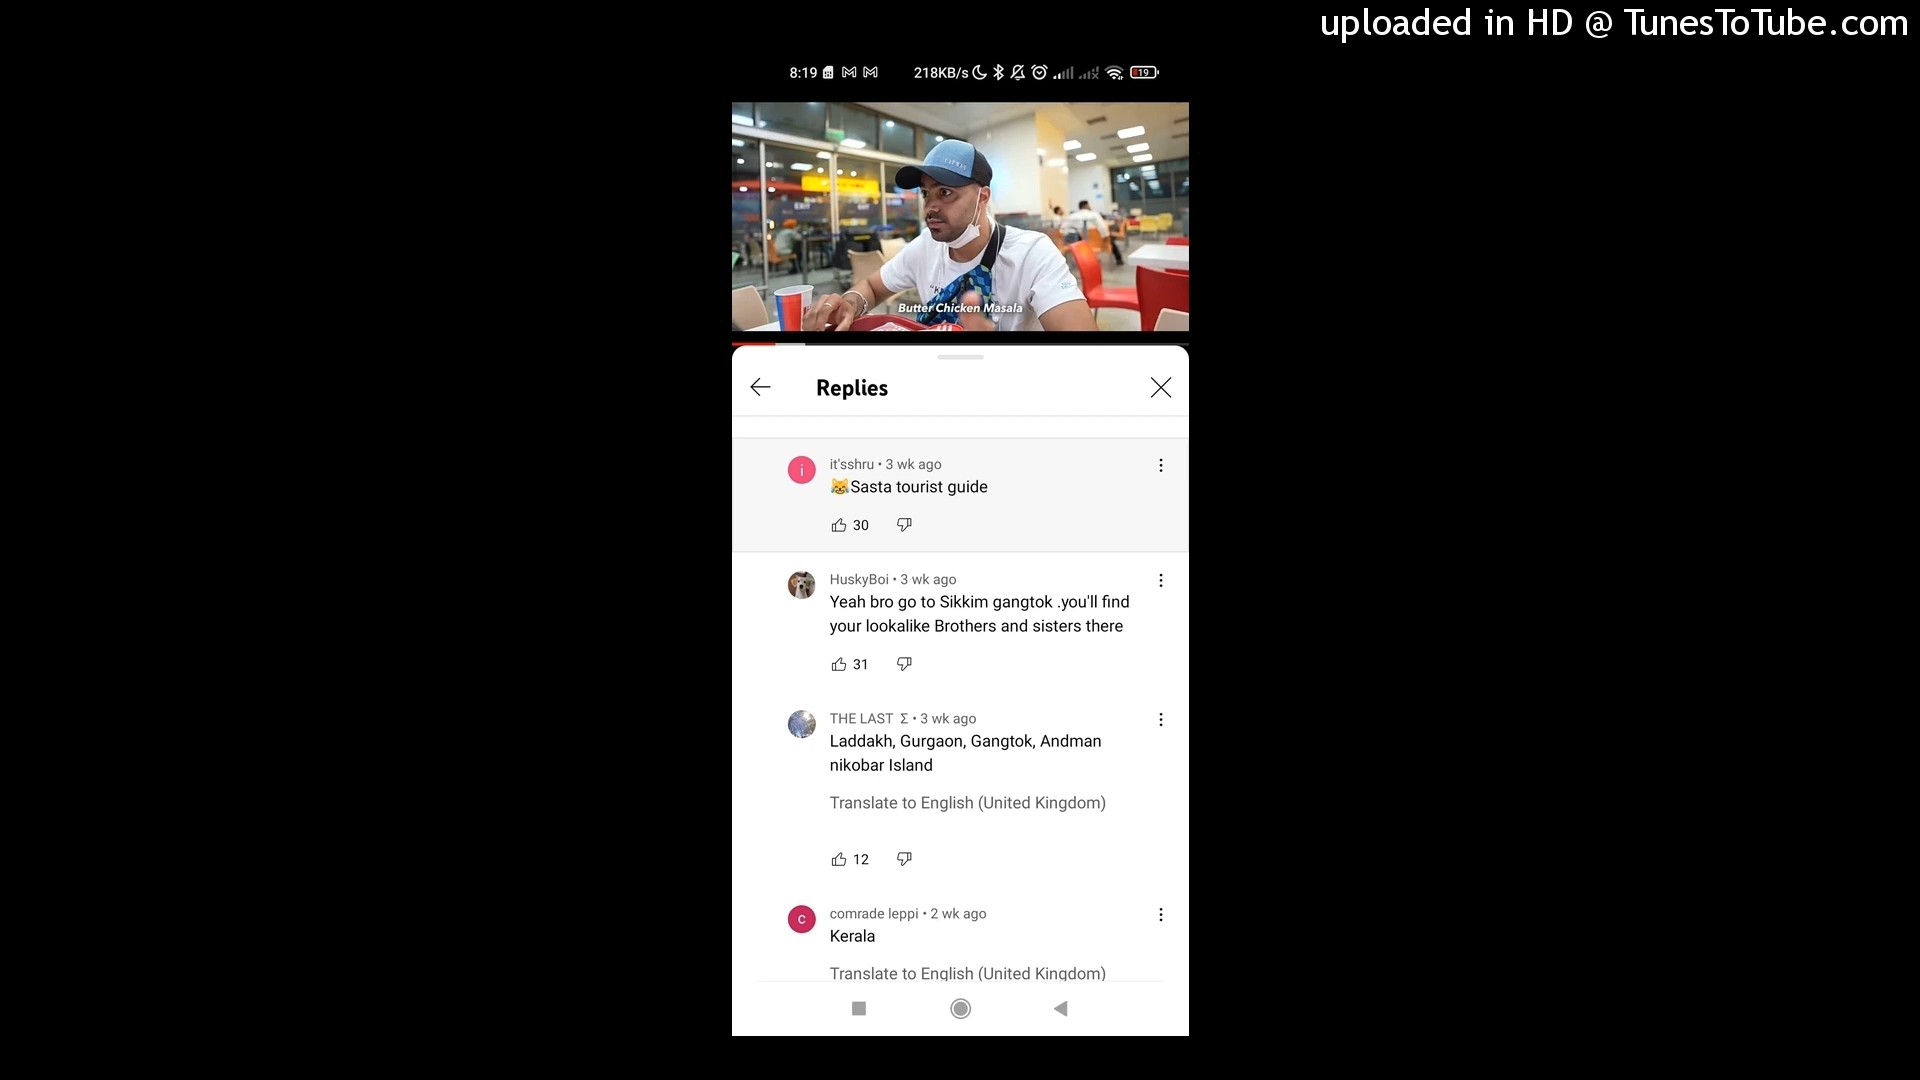 uploaded in HD @ TunesToTube.com
8:19 218KB/s 19
Butter Chicken Masala
Replies
it'sshru • 3 wk ago
😹Sasta tourist guide
30
HuskyBoi • 3 wk ago
Yeah bro go to Sikkim gangtok .you'll find
your lookalike Brothers and sisters there
31
THE LAST Σ • 3 wk ago
Laddakh, Gurgaon, Gangtok, Andman
nikobar Island
Translate to English (United Kingdom)
12
comrade leppi • 2 wk ago
Kerala
Translate to English (United Kingdom)